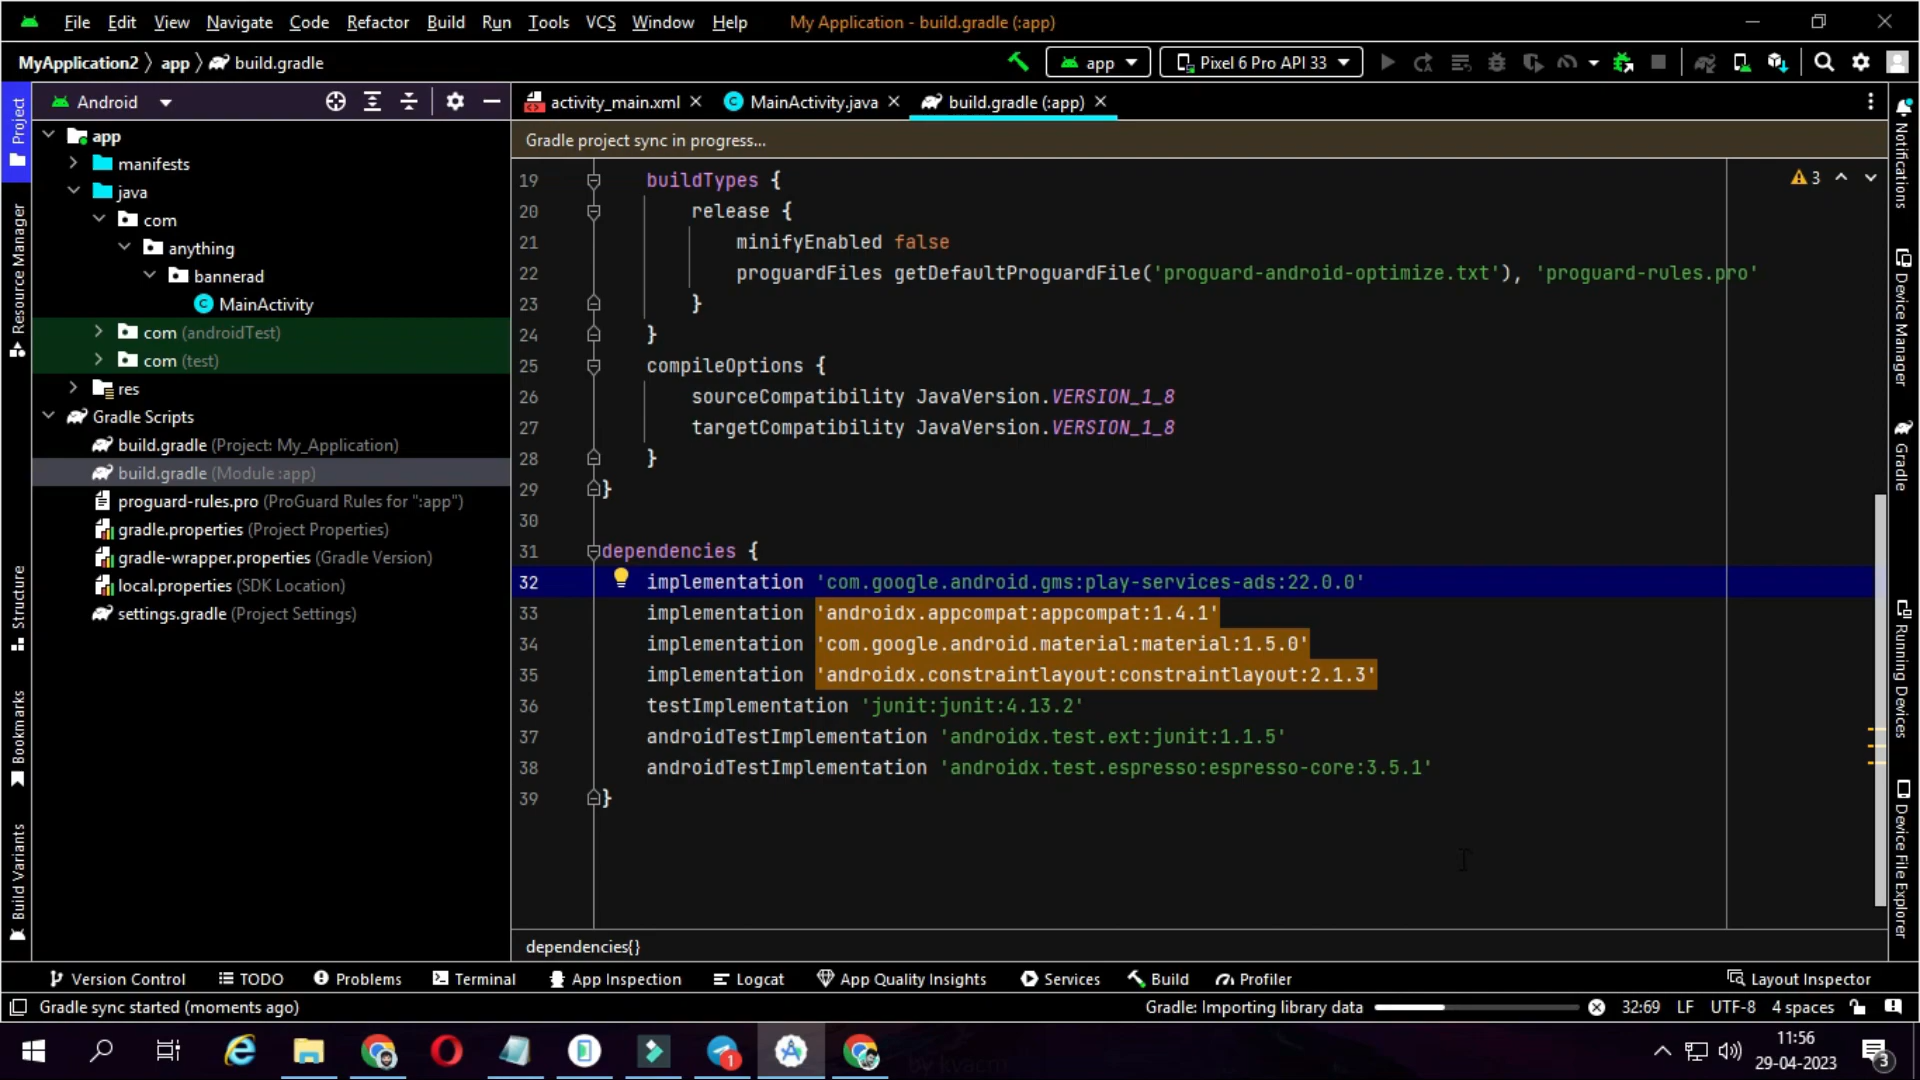 File Edit View Navigate Code Refactor Build Run Tools VCS Window Help My Application - build.gradle (:app)
MyApplication2 app build.gradle app Pixel 6 Pro API 33
Android activity_main.xml MainActivity.java build.gradle (:app)
Gradle project sync in progress...
Project
Resource Manager
Structure
Bookmarks
Build Variants
app
manifests
java
com
anything
bannerad
MainActivity
com (androidTest)
com (test)
res
Gradle Scripts
build.gradle (Project: My_Application)
build.gradle (Module :app)
proguard-rules.pro (ProGuard Rules for ":app")
gradle.properties (Project Properties)
gradle-wrapper.properties (Gradle Version)
local.properties (SDK Location)
settings.gradle (Project Settings)
3
19 buildTypes {
20 release {
21 minifyEnabled false
22 proguardFiles getDefaultProguardFile('proguard-android-optimize.txt'), 'proguard-rules.pro'
23 }
24 }
25 compileOptions {
26 sourceCompatibility JavaVersion.VERSION_1_8
27 targetCompatibility JavaVersion.VERSION_1_8
28 }
29 }
30
31 dependencies {
32 implementation 'com.google.android.gms:play-services-ads:22.0.0'
33 implementation 'androidx.appcompat:appcompat:1.4.1'
34 implementation 'com.google.android.material:material:1.5.0'
35 implementation 'androidx.constraintlayout:constraintlayout:2.1.3'
36 testImplementation 'junit:junit:4.13.2'
37 androidTestImplementation 'androidx.test.ext:junit:1.1.5'
38 androidTestImplementation 'androidx.test.espresso:espresso-core:3.5.1'
39 }
dependencies{}
Notifications
Device Manager
Gradle
Running Devices
Device File Explorer
Version Control TODO Problems Terminal App Inspection Logcat App Quality Insights Services Build Profiler Layout Inspector
Gradle sync started (moments ago) Gradle: Importing library data 32:69 LF UTF-8 4 spaces
1
11:56
29-04-2023
3